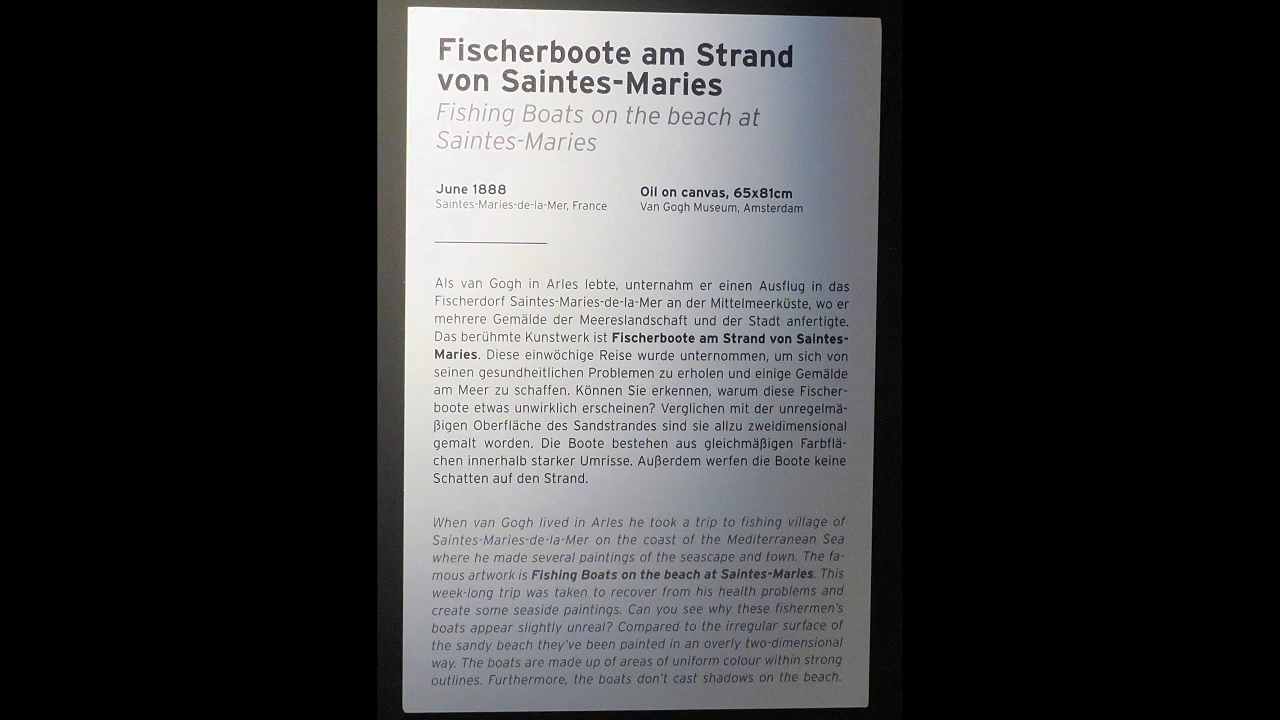 Fischerboote am Strand
von Saintes-Maries
Fishing Boats on the beach at
Saintes-Maries
June 1888
Saintes-Maries-de-la-Mer, France
Oil on canvas, 65x81cm
Van Gogh Museum, Amsterdam
Als van Gogh in Arles lebte, unternahm er einen Ausflug in das
Fischerdorf Saintes-Maries-de-la-Mer an der Mittelmeerküste, wo er
mehrere Gemälde der Meereslandschaft und der Stadt anfertigte.
Das berühmte Kunstwerk ist Fischerboote am Strand von Saintes-
Maries. Diese einwöchige Reise wurde unternommen, um sich von
seinen gesundheitlichen Problemen zu erholen und einige Gemälde
am Meer zu schaffen. Können Sie erkennen, warum diese Fischer-
boote etwas unwirklich erscheinen? Verglichen mit der unregelmä-
ßigen Oberfläche des Sandstrandes sind sie allzu zweidimensional
gemalt worden. Die Boote bestehen aus gleichmäßigen Farbflä-
chen innerhalb starker Umrisse. Außerdem werfen die Boote keine
Schatten auf den Strand.
When van Gogh lived in Arles he took a trip to fishing village of
Saintes-Maries-de-la-Mer on the coast of the Mediterranean Sea
where he made several paintings of the seascape and town. The fa-
mous artwork is Fishing Boats on the beach at Saintes-Maries. This
week-long trip was taken to recover from his health problems and
create some seaside paintings. Can you see why these fishermen's
boats appear slightly unreal? Compared to the irregular surface of
the sandy beach they've been painted in an overly two-dimensional
way. The boats are made up of areas of uniform colour within strong
outlines. Furthermore, the boats don't cast shadows on the beach.